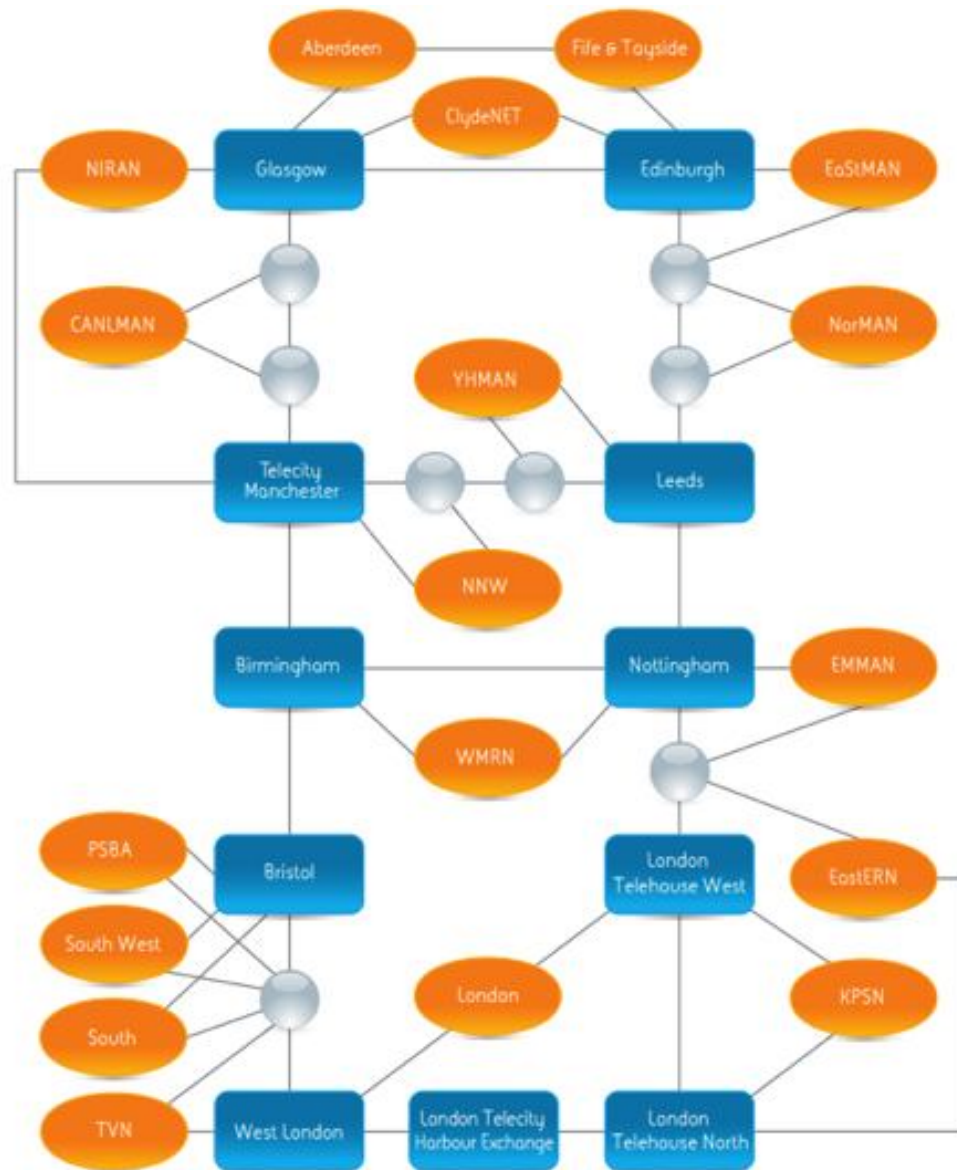 Aberdeen
Fife & Tayside
ClydeNET
NIRAN
Glasgow
Edinburgh
EaStMAN
CANLMAN
NorMAN
YHMAN
Telecity
Manchester
Leeds
NNW
Birmingham
Nottingham
EMMAN
WMRN
PSBA
Bristol
London
Telehouse West
EastERN
South West
London
KPSN
South
TVN
West London
London Telecity
Harbour Exchange
London
Telehouse North